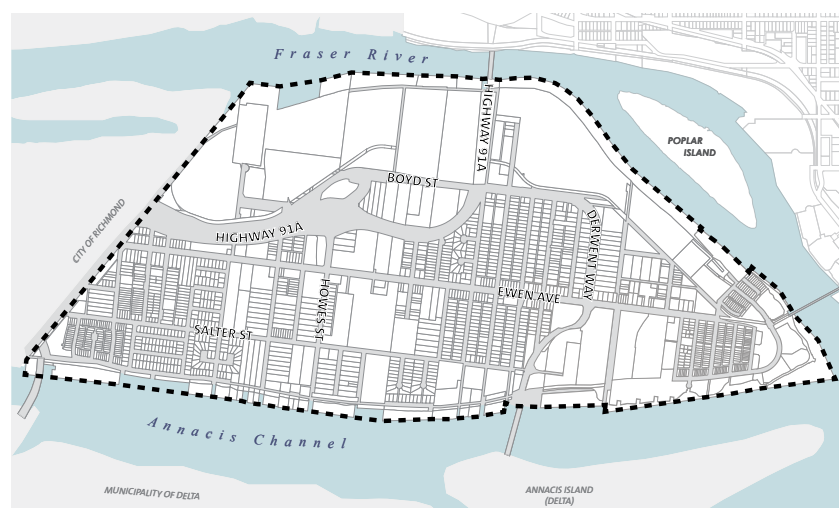 Fraser River
HIGHWAY 91A
POPLAR
ISLAND
BOYD ST
CITY OF RICHMOND
HIGHWAY 91A
DERWENT WAY
HOWES ST
EWEN AVE
SALTER ST
Annacis Channel
MUNICIPALITY OF DELTA
ANNACIS ISLAND
(DELTA)